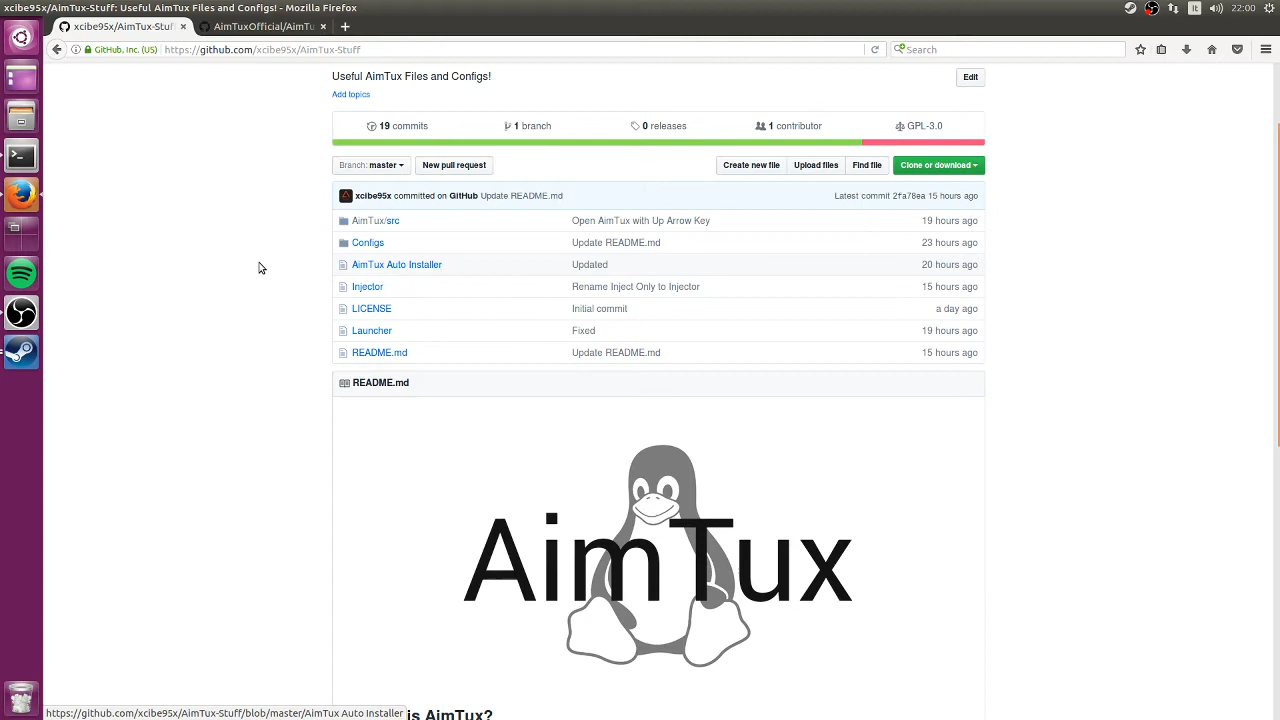 xcibe95x/AimTux-Stuff: Useful AimTux Files and Configs! - Mozilla Firefox
It
22:00
xcibe95x/AimTux-Stuff
AimTuxOfficial/AimTu
GitHub, Inc. (US)
https://github.com/xcibe95x/AimTux-Stuff
Search
Useful AimTux Files and Configs!
Edit
Add topics
19 commits
1 branch
0 releases
1 contributor
GPL-3.0
Branch: master
New pull request
Create new file
Upload files
Find file
Clone or download
xcibe95x committed on GitHub Update README.md
Latest commit 2fa78ea 15 hours ago
AimTux/src
Open AimTux with Up Arrow Key
19 hours ago
Configs
Update README.md
23 hours ago
AimTux Auto Installer
Updated
20 hours ago
Injector
Rename Inject Only to Injector
15 hours ago
LICENSE
Initial commit
a day ago
Launcher
Fixed
19 hours ago
README.md
Update README.md
15 hours ago
README.md
AimTux
https://github.com/xcibe95x/AimTux-Stuff/blob/master/AimTux Auto Installer
is AimTux?